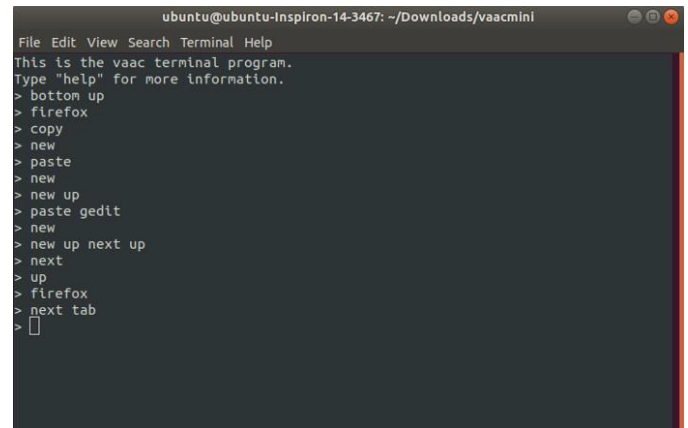 ubuntu@ubuntu-Inspiron-14-3467: ~/Downloads/vaacmini
File Edit View Search Terminal Help
This is the vaac terminal program.
Type "help" for more information.
> bottom up
> firefox
> copy
> new
> paste
> new
> new up
> paste gedit
> new
> new up next up
> next
> up
> firefox
> next tab
>